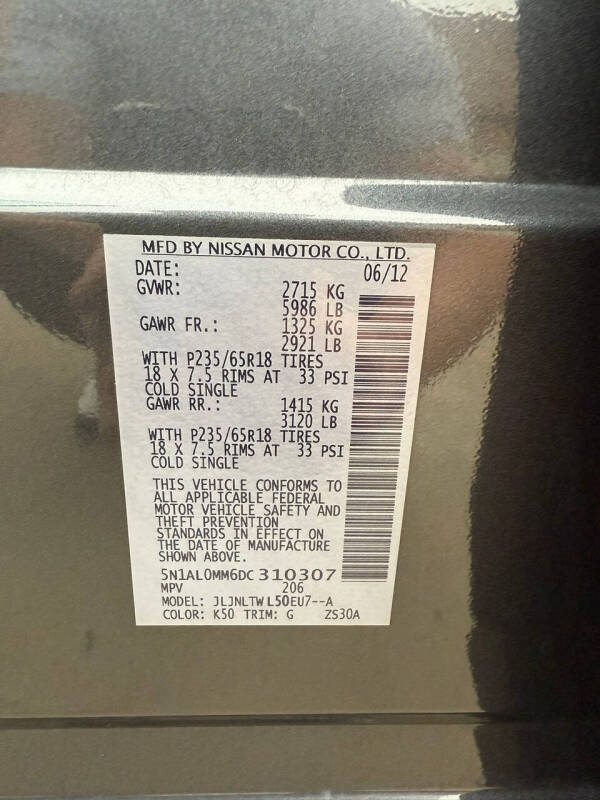 MFD BY NISSAN MOTOR CO., LTD.
DATE: 06/12
GVWR: 2715 KG
5986 LB
GAWR FR.: 1325 KG
2921 LB
WITH P235/65R18 TIRES
18 X 7.5 RIMS AT 33 PSI
COLD SINGLE
GAWR RR.: 1415 KG
3120 LB
WITH P235/65R18 TIRES
18 X 7.5 RIMS AT 33 PSI
COLD SINGLE
THIS VEHICLE CONFORMS TO
ALL APPLICABLE FEDERAL
MOTOR VEHICLE SAFETY AND
THEFT PREVENTION
STANDARDS IN EFFECT ON
THE DATE OF MANUFACTURE
SHOWN ABOVE.
5N1AL0MM6DC310307
MPV 206
MODEL: JLJNLTWL50EU7--A
COLOR: K50 TRIM: G ZS30A